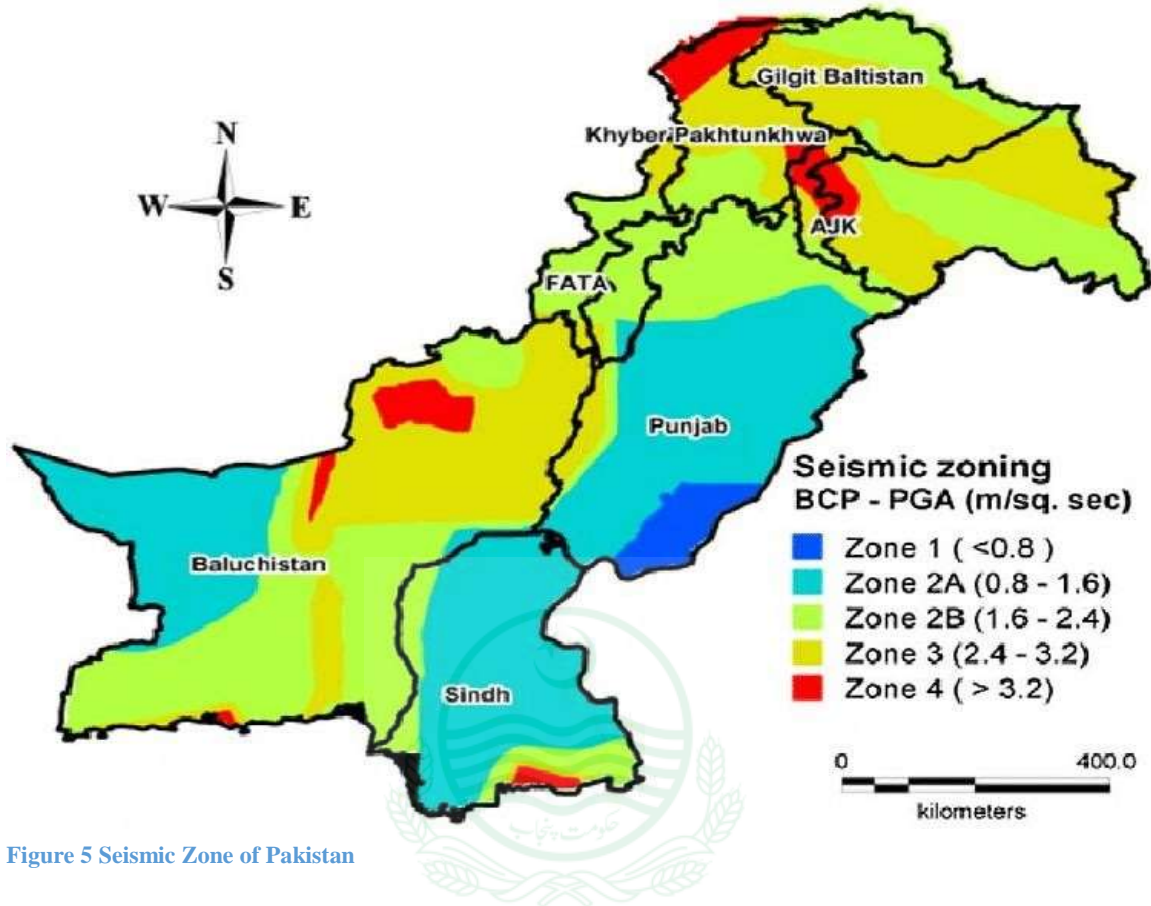 N
W E
S
Gilgit Baltistan
Khyber Pakhtunkhwa
AJK
FATA
Punjab
Baluchistan
Sindh
Seismic zoning
BCP - PGA (m/sq. sec)
Zone 1 ( <0.8 )
Zone 2A (0.8 - 1.6)
Zone 2B (1.6 - 2.4)
Zone 3 (2.4 - 3.2)
Zone 4 ( > 3.2)
0 400.0
kilometers
حکومت پنجاب
Figure 5 Seismic Zone of Pakistan